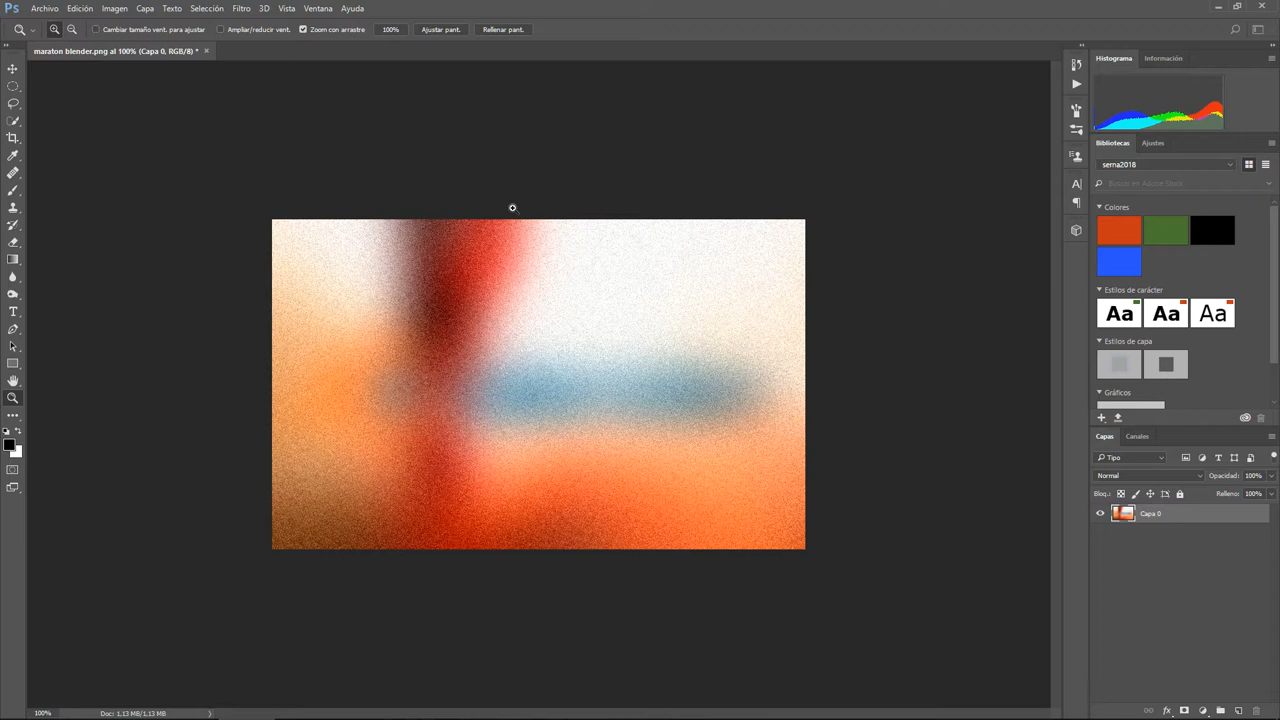 Ps Archivo Edición Imagen Capa Texto Selección Filtro 3D Vista Ventana Ayuda
Cambiar tamaño vent. para ajustar Ampliar/reducir vent. Zoom con arrastre 100% Ajustar pant. Rellenar pant.
maraton blender.png al 100% (Capa 0, RGB/8) * ×
Histograma Información
Bibliotecas Ajustes
serna2018
Buscar en Adobe Stock
Colores
Estilos de carácter
Aa Aa Aa
Estilos de capa
Gráficos
Capas Canales
Tipo
Normal Opacidad: 100%
Bloq.: Relleno: 100%
Capa 0
100% Doc: 1,13 MB/1,13 MB